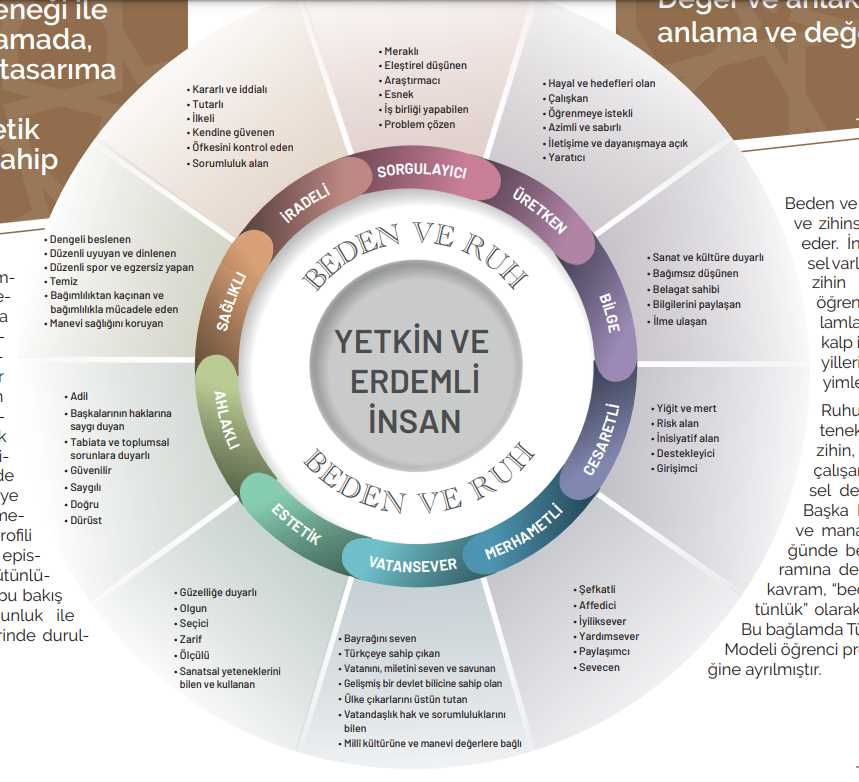 eneği ile
amada,
tasarıma
etik
ahip
Değer ve anlak
anlama ve değe
• Meraklı
• Eleştirel düşünen
• Araştırmacı
• Esnek
• İş birliği yapabilen
• Problem çözen
• Kararlı ve iddialı
• Tutarlı
• İlkeli
• Kendine güvenen
• Öfkesini kontrol eden
• Sorumluluk alan
• Hayal ve hedefleri olan
• Çalışkan
• Öğrenmeye istekli
• Azimli ve sabırlı
• İletişime ve dayanışmaya açık
• Yaratıcı
SORGULAYICI
İRADELİ
ÜRETKEN
• Dengeli beslenen
• Düzenli uyuyan ve dinlenen
• Düzenli spor ve egzersiz yapan
• Temiz
• Bağımlılıktan kaçınan ve
bağımlılıkla mücadele eden
• Manevi sağlığını koruyan
SAĞLIKLI
BEDEN VE RUH
BİLGE
• Sanat ve kültüre duyarlı
• Bağımsız düşünen
• Belagat sahibi
• Bilgilerini paylaşan
• İlme ulaşan
YETKİN VE
ERDEMLİ
İNSAN
• Adil
• Başkalarının haklarına
saygı duyan
• Tabiata ve toplumsal
sorunlara duyarlı
• Güvenilir
• Saygılı
• Doğru
• Dürüst
AHLAKLI
CESARETLİ
• Yiğit ve mert
• Risk alan
• İnisiyatif alan
• Destekleyici
• Girişimci
BEDEN VE RUH
ESTETİK
VATANSEVER
MERHAMETLİ
• Güzelliğe duyarlı
• Olgun
• Seçici
• Zarif
• Ölçülü
• Sanatsal yeteneklerini
bilen ve kullanan
• Bayrağını seven
• Türkçeye sahip çıkan
• Vatanını, miletini seven ve savunan
• Gelişmiş bir devlet bilicine sahip olan
• Ülke çıkarlarını üstün tutan
• Vatandaşlık hak ve sorumluluklarını
bilen
• Millî kültürüne ve manevi değerlere bağlı
• Şefkatli
• Affedici
• İyiliksever
• Yardımsever
• Paylaşımcı
• Sevecen
m-
e-
a
-
-
r
n
-
k
i-
de
ye
me-
rofili
epis-
ütünlü-
bu bakış
unluk ile
rinde durul-
Beden ve
ve zihins
eder. İn
sel varl
zihin
öğren
lamla
kalp i
yilleri
yimle
Ruhu
tenek
zihin,
çalışa
sel de
Başka
ve mana
ğünde be
ramına de
kavram, “bed
tünlük” olarak
Bu bağlamda Tü
Modeli öğrenci pro
ğine ayrılmıştır.